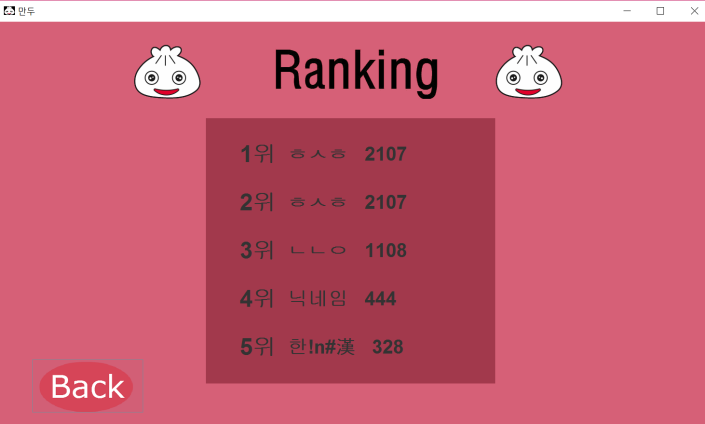 만두
Ranking
1위 ㅎㅅㅎ 2107
2위 ㅎㅅㅎ 2107
3위 ㄴㄴㅇ 1108
4위 닉네임 444
5위 한!n#漢 328
Back